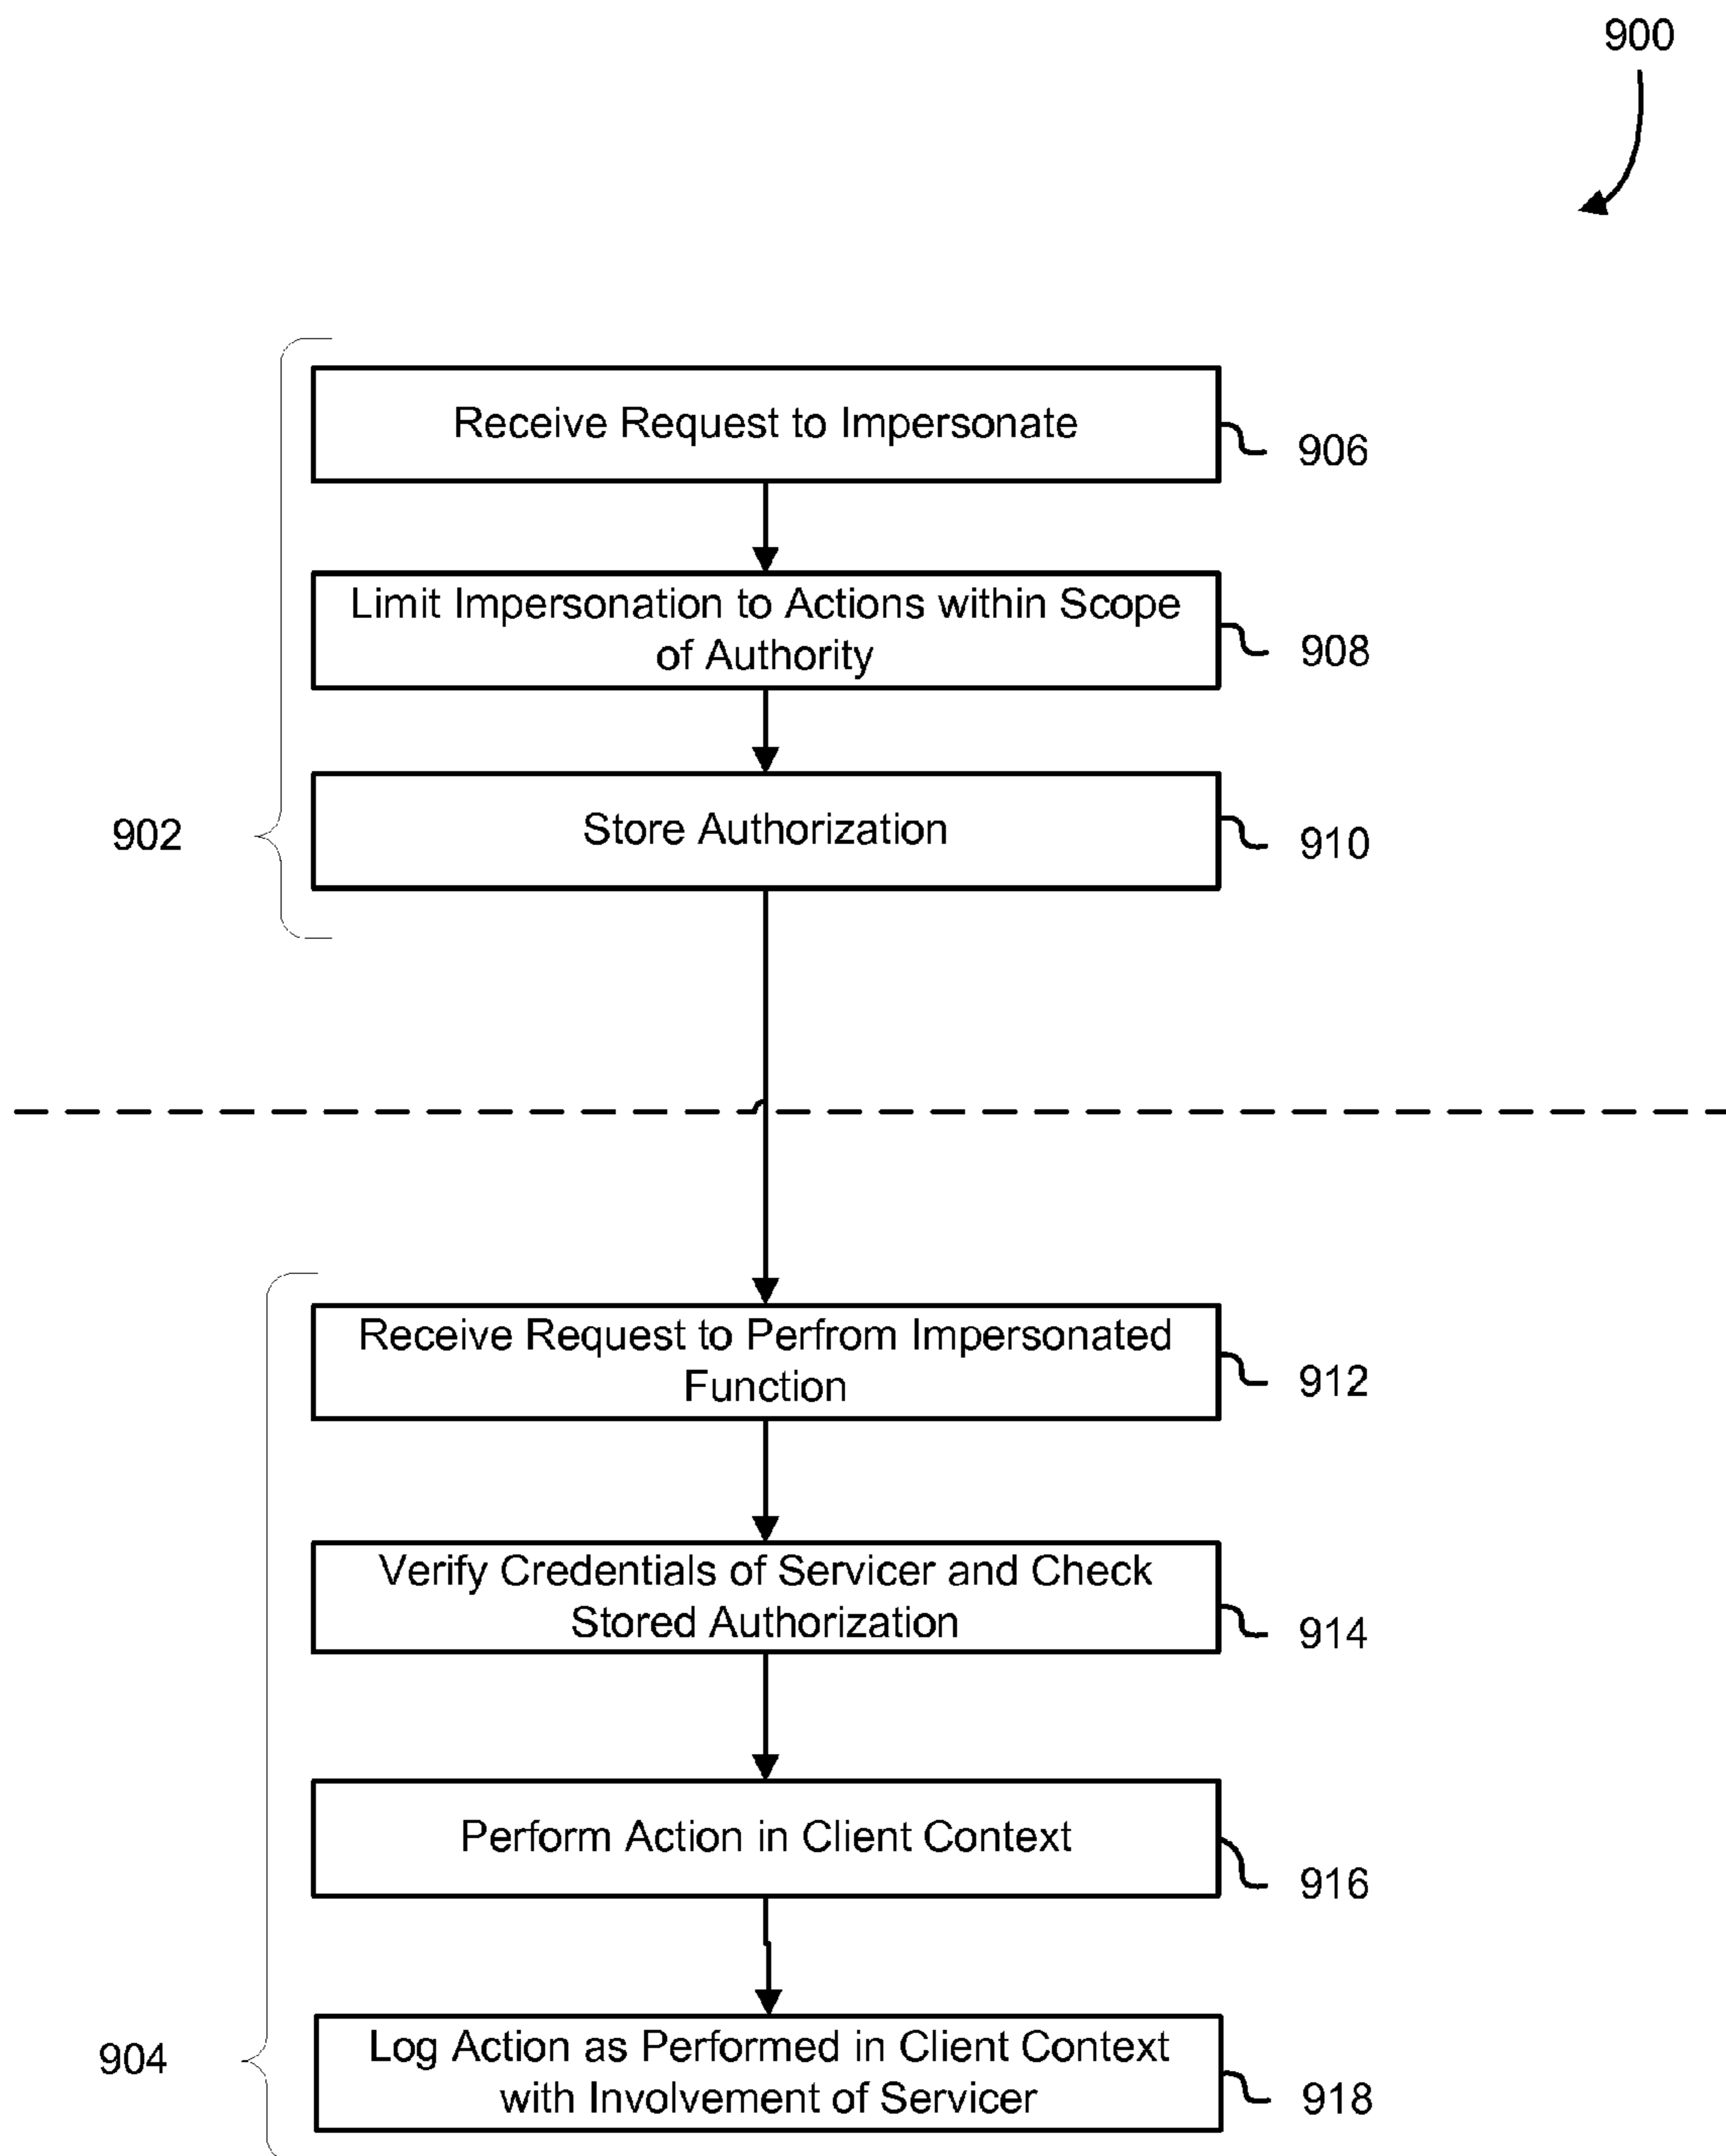 900
Receive Request to Impersonate
906
Limit Impersonation to Actions within Scope
of Authority
908
Store Authorization
910
902
Receive Request to Perfrom Impersonated
Function
912
Verify Credentials of Servicer and Check
Stored Authorization
914
Perform Action in Client Context
916
Log Action as Performed in Client Context
with Involvement of Servicer
918
904